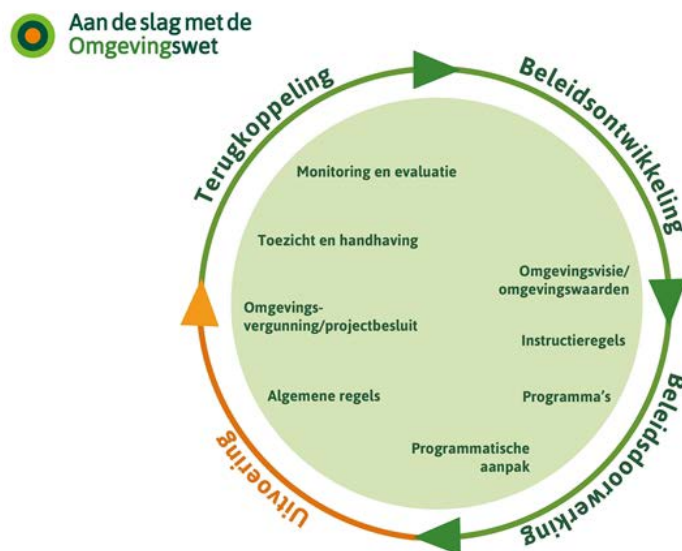 Aan de slag met de
Omgevingswet
Terugkoppeling
Beleidsontwikkeling
Monitoring en evaluatie
Toezicht en handhaving
Omgevingsvisie/
omgevingswaarden
Omgevings-
vergunning/projectbesluit
Instructieregels
Algemene regels
Programma's
Programmatische
aanpak
Uitvoering
Beleidsdoorwerking